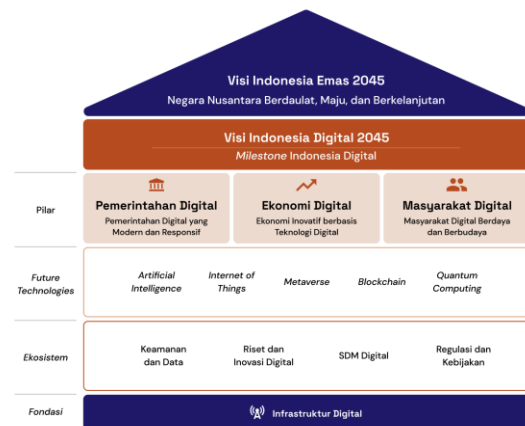 Visi Indonesia Emas 2045
Negara Nusantara Berdaulat, Maju, dan Berkelanjutan
Visi Indonesia Digital 2045
Milestone Indonesia Digital
Pilar
Pemerintahan Digital
Pemerintahan Digital yang
Modern dan Responsif
Ekonomi Digital
Ekonomi Inovatif berbasis
Teknologi Digital
Masyarakat Digital
Masyarakat Digital Berdaya
dan Berbudaya
Future
Technologies
Artificial
Intelligence
Internet of
Things
Metaverse
Blockchain
Quantum
Computing
Ekosistem
Keamanan
dan Data
Riset dan
Inovasi Digital
SDM Digital
Regulasi dan
Kebijakan
Fondasi
Infrastruktur Digital